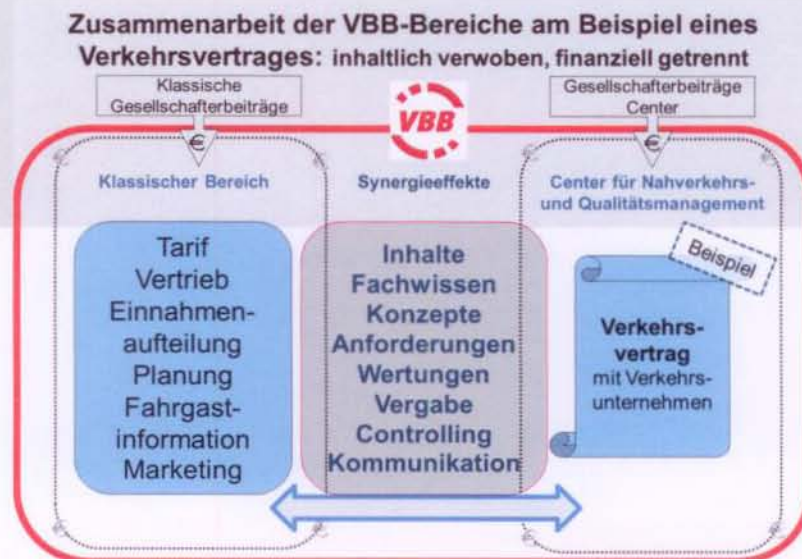 Zusammenarbeit der VBB-Bereiche am Beispiel eines
Verkehrsvertrages: inhaltlich verwoben, finanziell getrennt
Klassische
Gesellschafterbeiträge
€
VBB
Gesellschafterbeiträge
Center
€
Klassischer Bereich
Synergieeffekte
Center für Nahverkehrs-
und Qualitätsmanagement
Tarif
Vertrieb
Einnahmen-
aufteilung
Planung
Fahrgast-
information
Marketing
Inhalte
Fachwissen
Konzepte
Anforderungen
Wertungen
Vergabe
Controlling
Kommunikation
Beispiel
Verkehrs-
vertrag
mit Verkehrs-
unternehmen
€
€
€
€
€
€
€
€